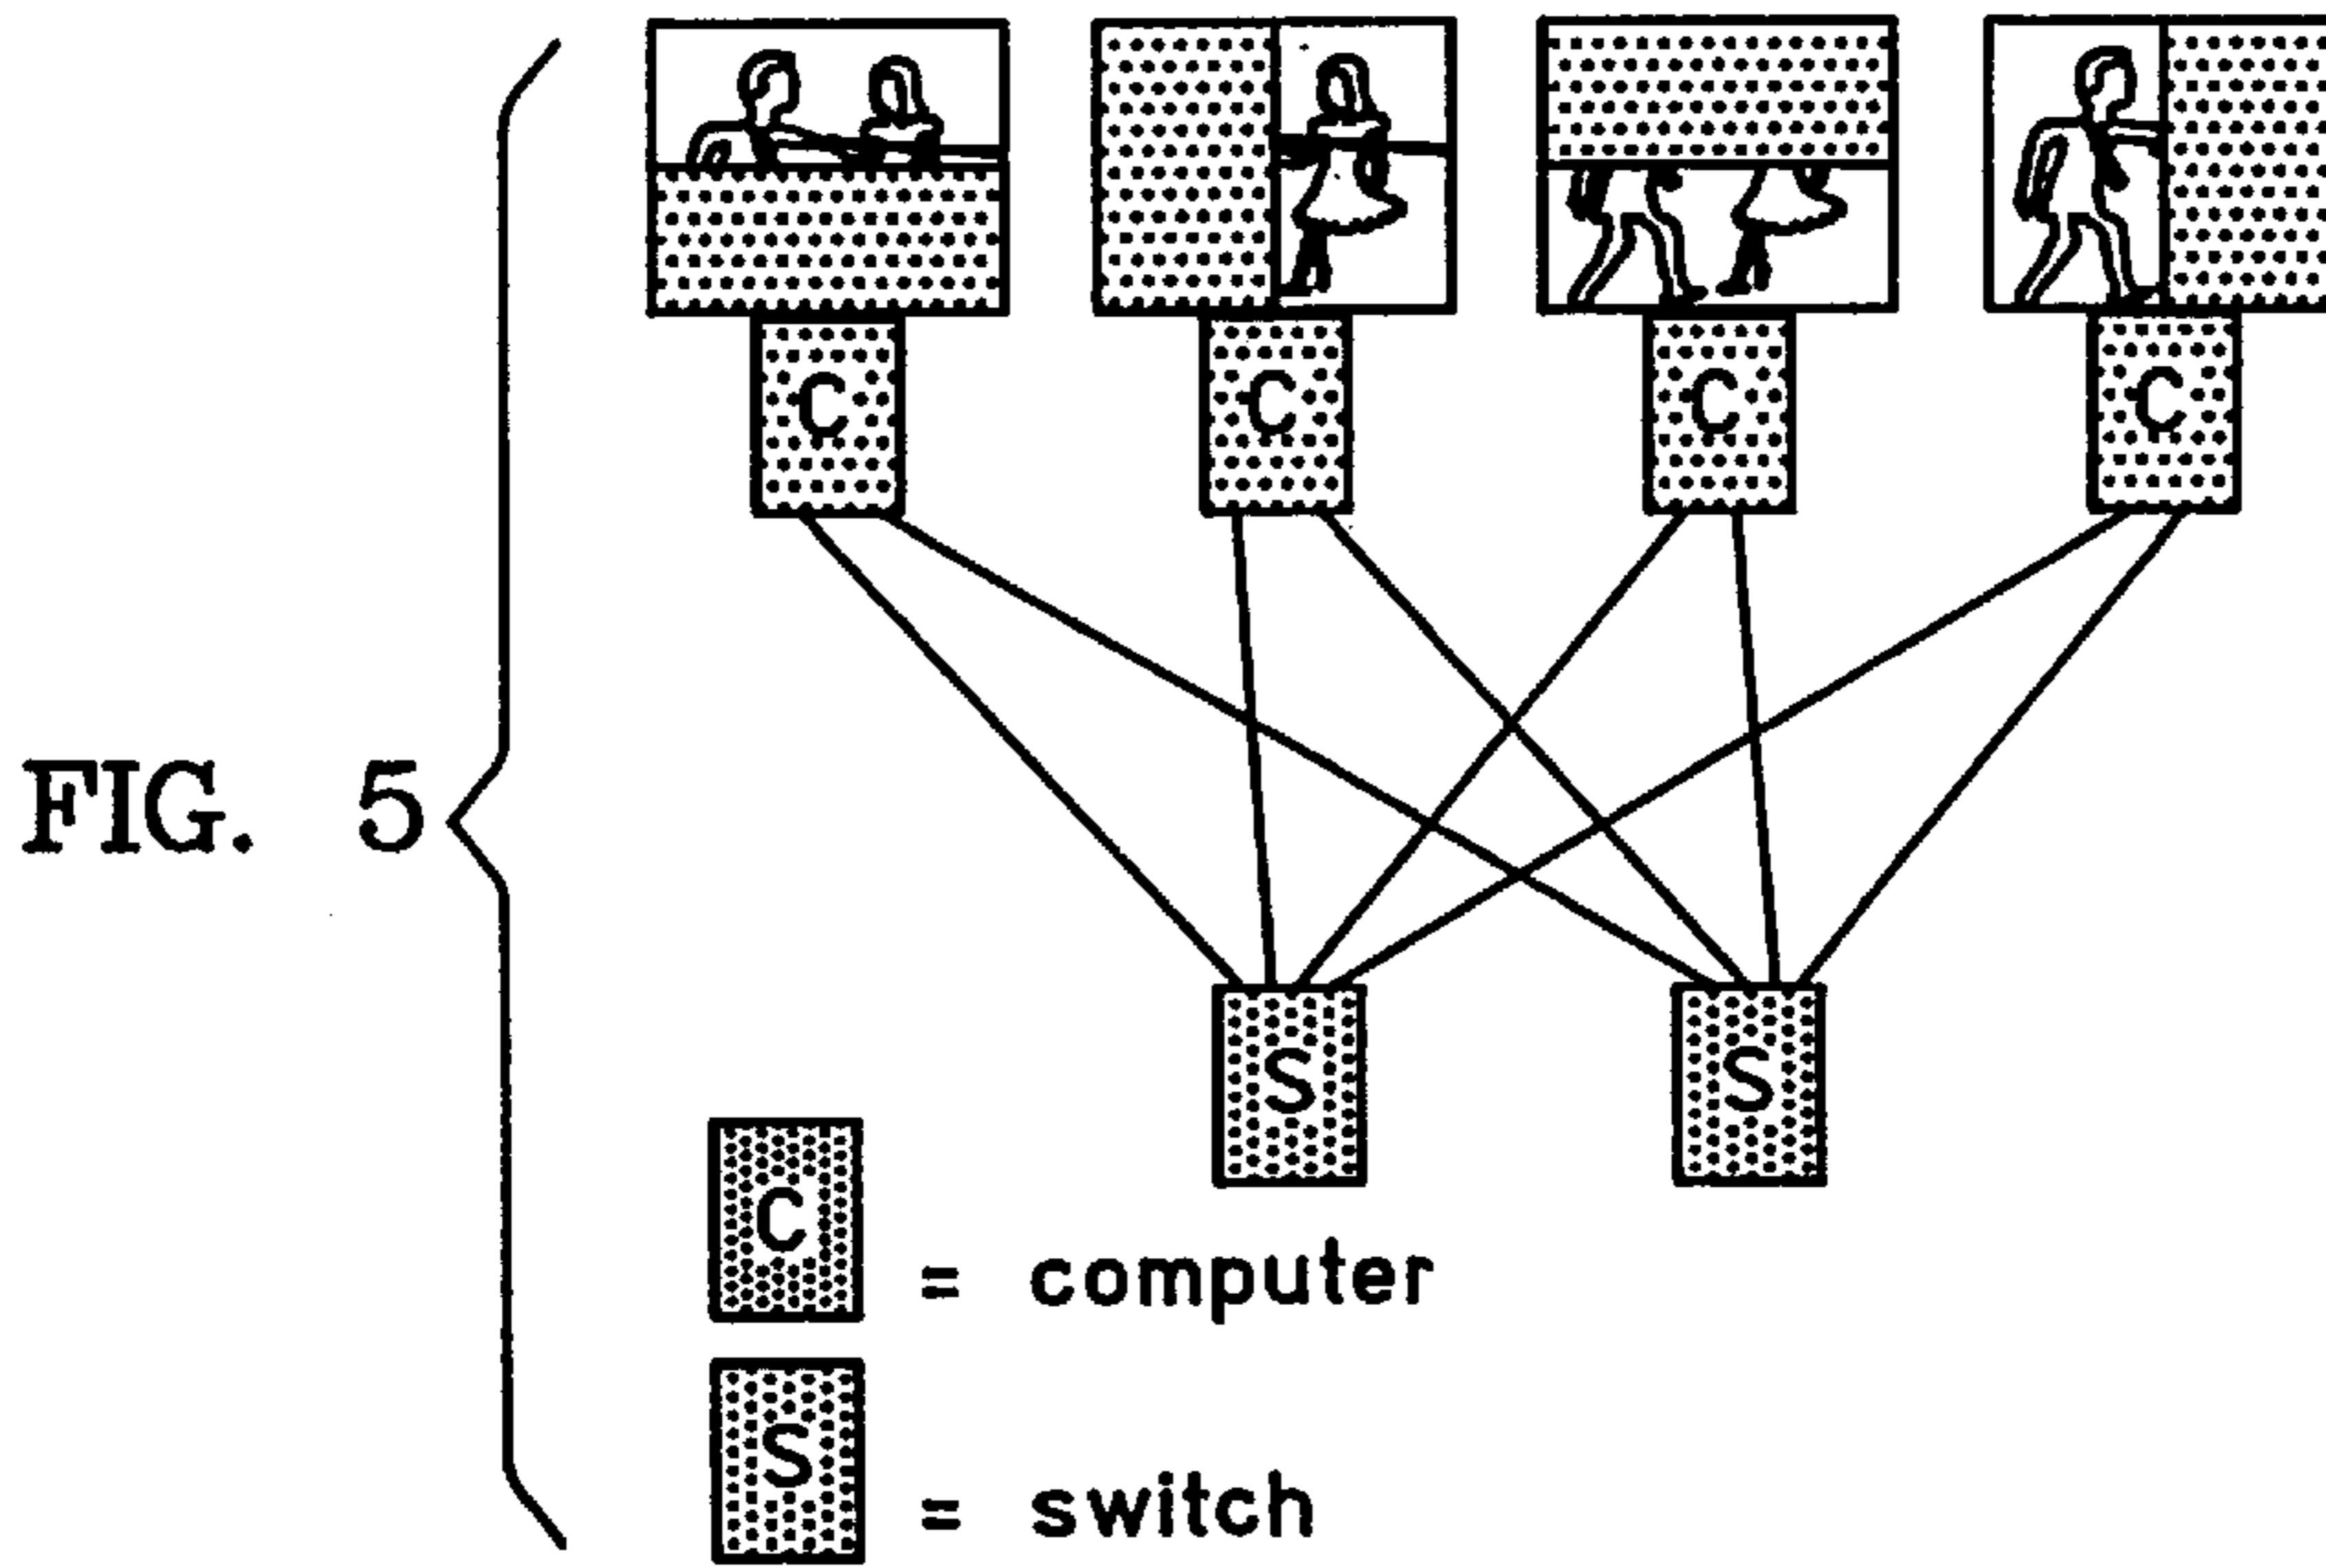 C C C C
FIG. 5
S S
C = computer
S = switch